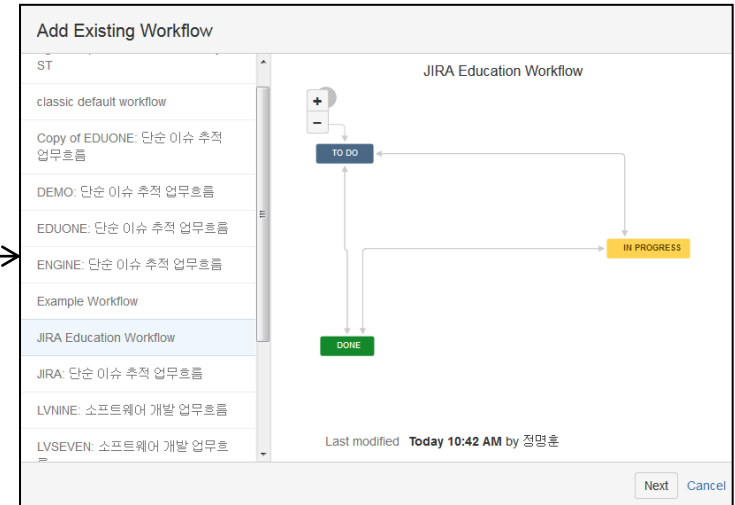 Add Existing Workflow
ST
classic default workflow
Copy of EDUONE: 단순 이슈 추적
업무흐름
DEMO: 단순 이슈 추적 업무흐름
EDUONE: 단순 이슈 추적 업무흐름
ENGINE: 단순 이슈 추적 업무흐름
Example Workflow
JIRA Education Workflow
JIRA: 단순 이슈 추적 업무흐름
LVNINE: 소프트웨어 개발 업무흐름
LVSEVEN: 소프트웨어 개발 업무흐
JIRA Education Workflow
+
−
TO DO
IN PROGRESS
DONE
Last modified Today 10:42 AM by 정명훈
Next Cancel